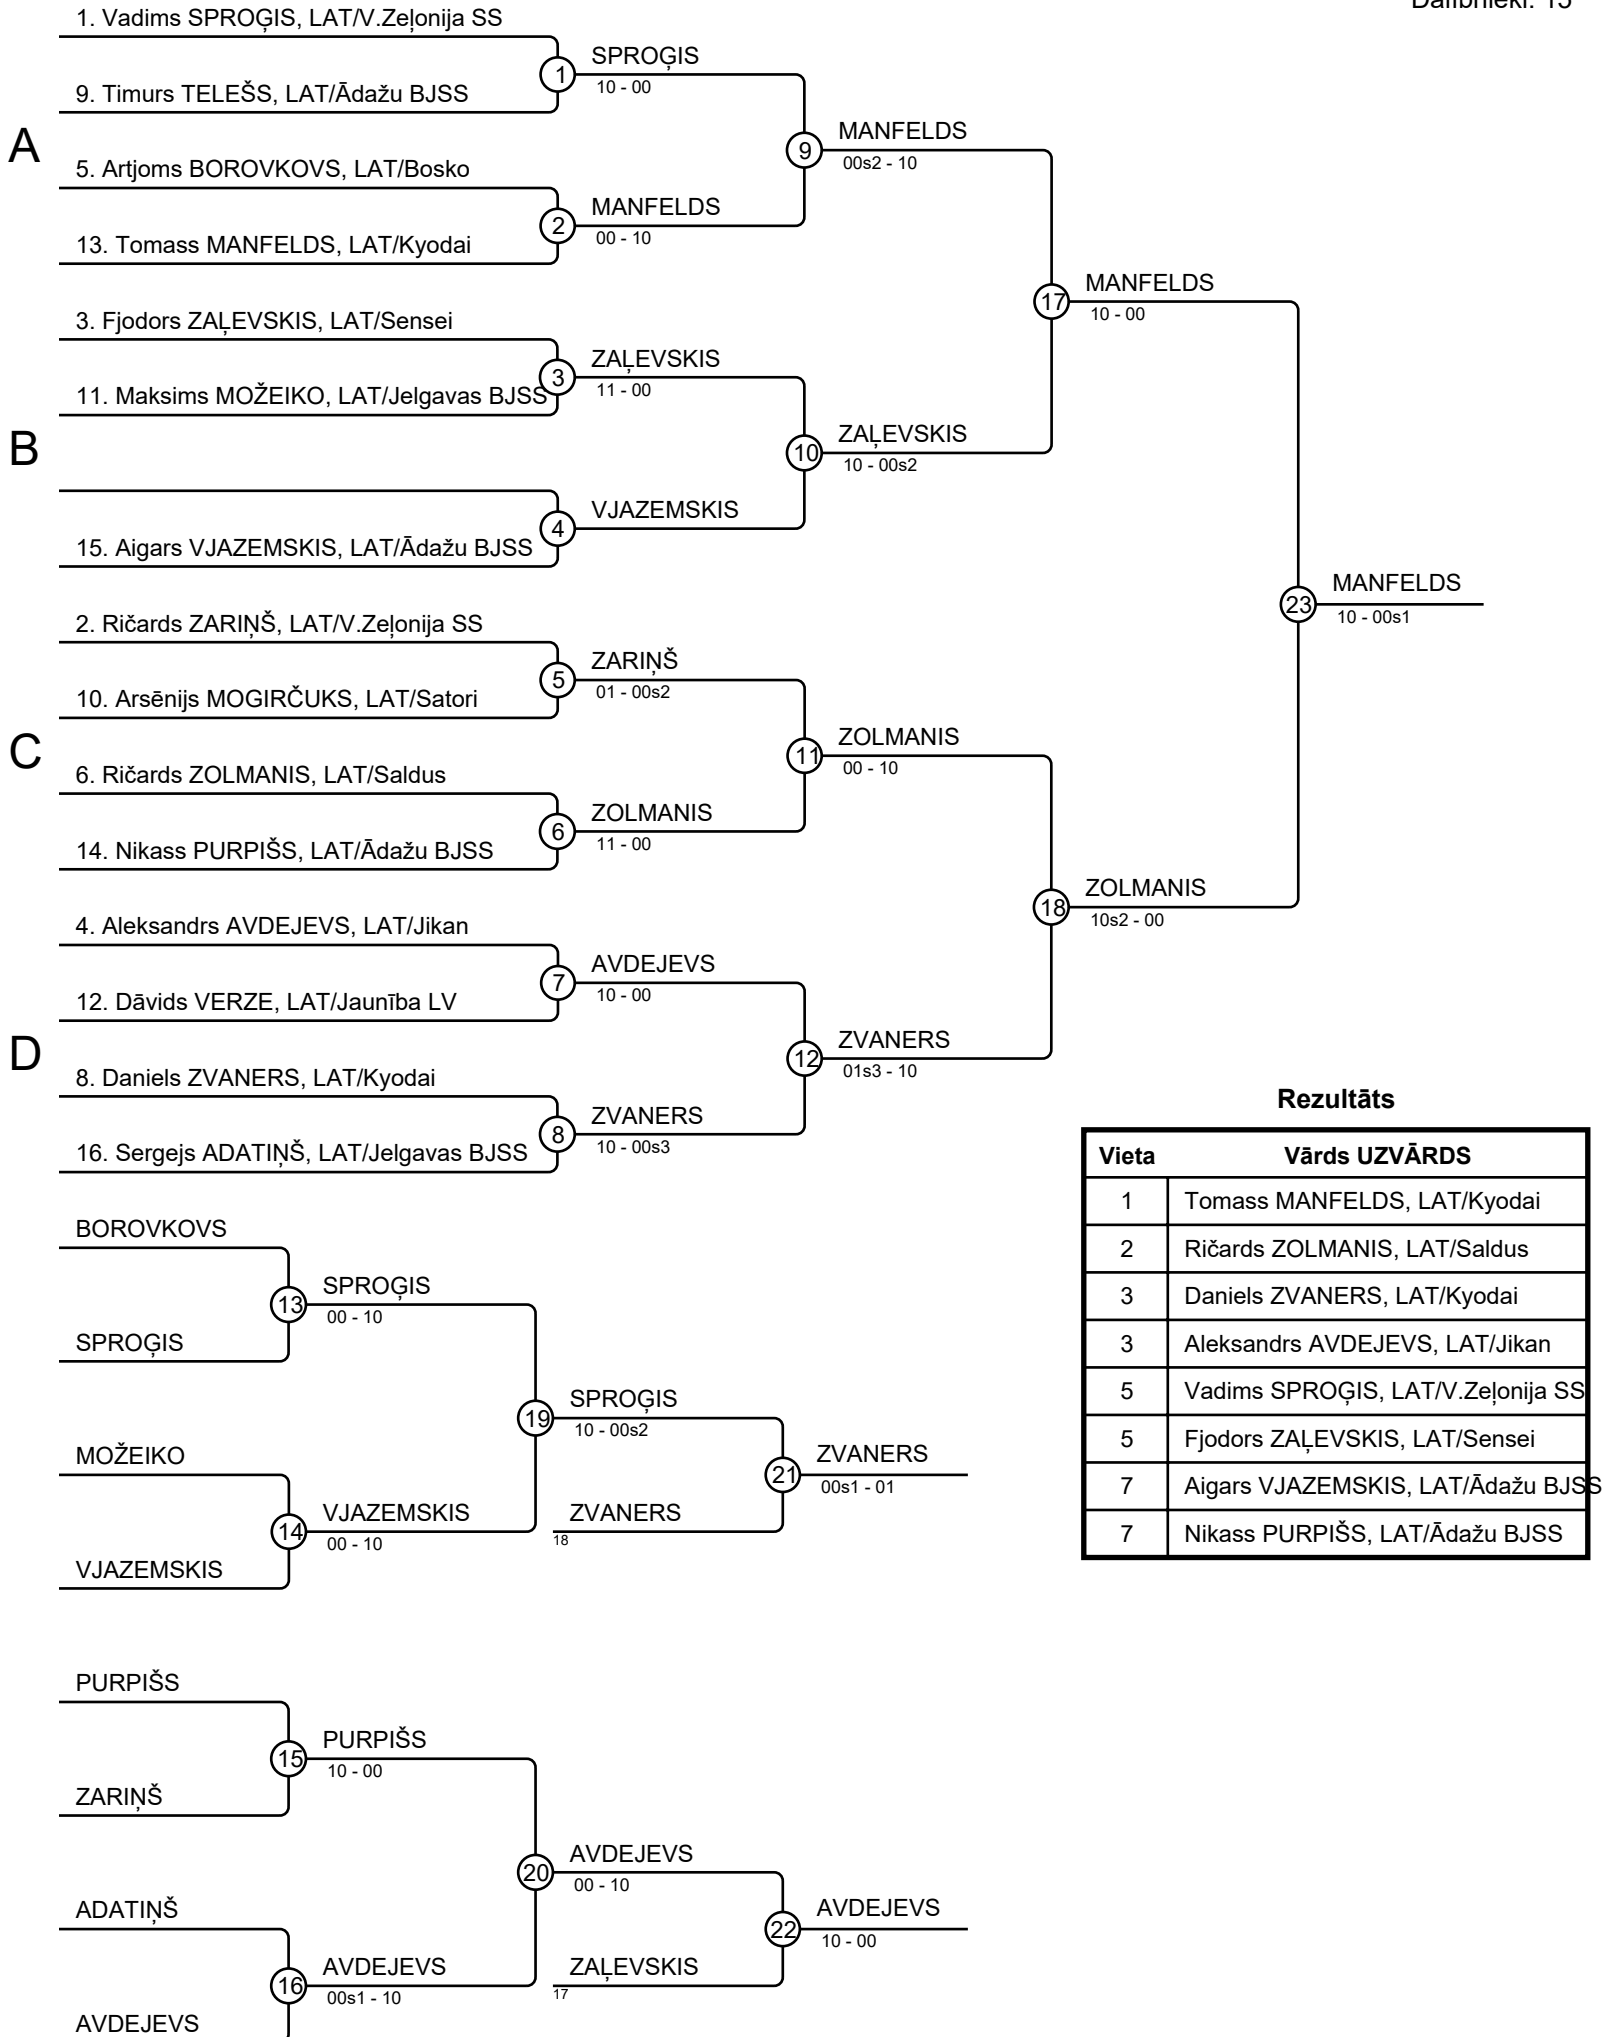 Dalībnieki: 15
1. Vadims SPROĢIS, LAT/V.Zeļonija SS
9. Timurs TELEŠS, LAT/Ādažu BJSS
1
SPROĢIS
10 - 00
A
5. Artjoms BOROVKOVS, LAT/Bosko
13. Tomass MANFELDS, LAT/Kyodai
2
MANFELDS
00 - 10
9
MANFELDS
00s2 - 10
3. Fjodors ZAĻEVSKIS, LAT/Sensei
11. Maksims MOŽEIKO, LAT/Jelgavas BJSS
3
ZAĻEVSKIS
11 - 00
B
15. Aigars VJAZEMSKIS, LAT/Ādažu BJSS
4
VJAZEMSKIS
10
ZAĻEVSKIS
10 - 00s2
17
MANFELDS
10 - 00
2. Ričards ZARIŅŠ, LAT/V.Zeļonija SS
10. Arsēnijs MOGIRČUKS, LAT/Satori
5
ZARIŅŠ
01 - 00s2
C
6. Ričards ZOLMANIS, LAT/Saldus
14. Nikass PURPIŠS, LAT/Ādažu BJSS
6
ZOLMANIS
11 - 00
11
ZOLMANIS
00 - 10
4. Aleksandrs AVDEJEVS, LAT/Jikan
12. Dāvids VERZE, LAT/Jaunība LV
7
AVDEJEVS
10 - 00
D
8. Daniels ZVANERS, LAT/Kyodai
16. Sergejs ADATIŅŠ, LAT/Jelgavas BJSS
8
ZVANERS
10 - 00s3
12
ZVANERS
01s3 - 10
18
ZOLMANIS
10s2 - 00
23
MANFELDS
10 - 00s1
BOROVKOVS
SPROĢIS
13
SPROĢIS
00 - 10
MOŽEIKO
VJAZEMSKIS
14
VJAZEMSKIS
00 - 10
19
SPROĢIS
10 - 00s2
ZVANERS
18
21
ZVANERS
00s1 - 01
PURPIŠS
ZARIŅŠ
15
PURPIŠS
10 - 00
ADATIŅŠ
AVDEJEVS
16
AVDEJEVS
00s1 - 10
20
AVDEJEVS
00 - 10
ZAĻEVSKIS
17
22
AVDEJEVS
10 - 00
Rezultāts
Vieta Vārds UZVĀRDS
1 Tomass MANFELDS, LAT/Kyodai
2 Ričards ZOLMANIS, LAT/Saldus
3 Daniels ZVANERS, LAT/Kyodai
3 Aleksandrs AVDEJEVS, LAT/Jikan
5 Vadims SPROĢIS, LAT/V.Zeļonija SS
5 Fjodors ZAĻEVSKIS, LAT/Sensei
7 Aigars VJAZEMSKIS, LAT/Ādažu BJSS
7 Nikass PURPIŠS, LAT/Ādažu BJSS